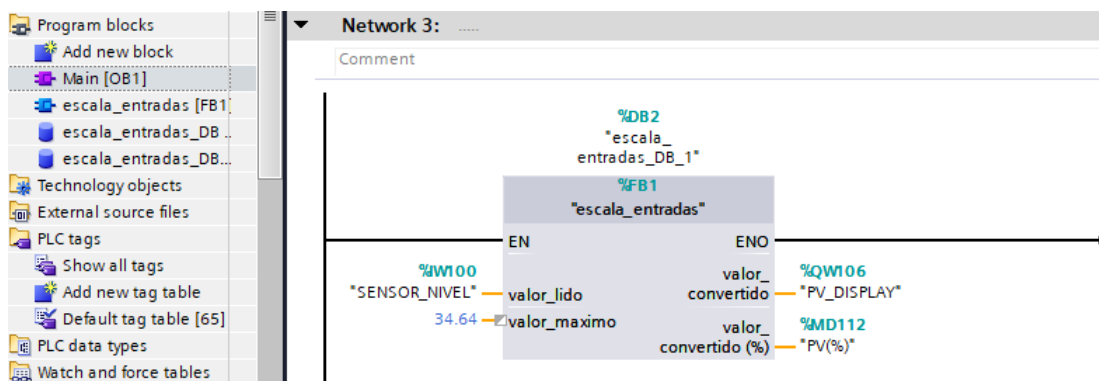 Program blocks
Add new block
Main [OB1]
escala_entradas [FB1]
escala_entradas_DB ..
escala_entradas_DB...
Technology objects
External source files
PLC tags
Show all tags
Add new tag table
Default tag table [65]
PLC data types
Watch and force tables
Network 3: .....
Comment
%DB2
"escala_
entradas_DB_1"
%FB1
"escala_entradas"
EN ENO
%IW100
"SENSOR_NIVEL" valor_lido
34.64 valor_maximo
valor_
convertido
%QW106
"PV_DISPLAY"
valor_
convertido (%)
%MD112
"PV(%)"